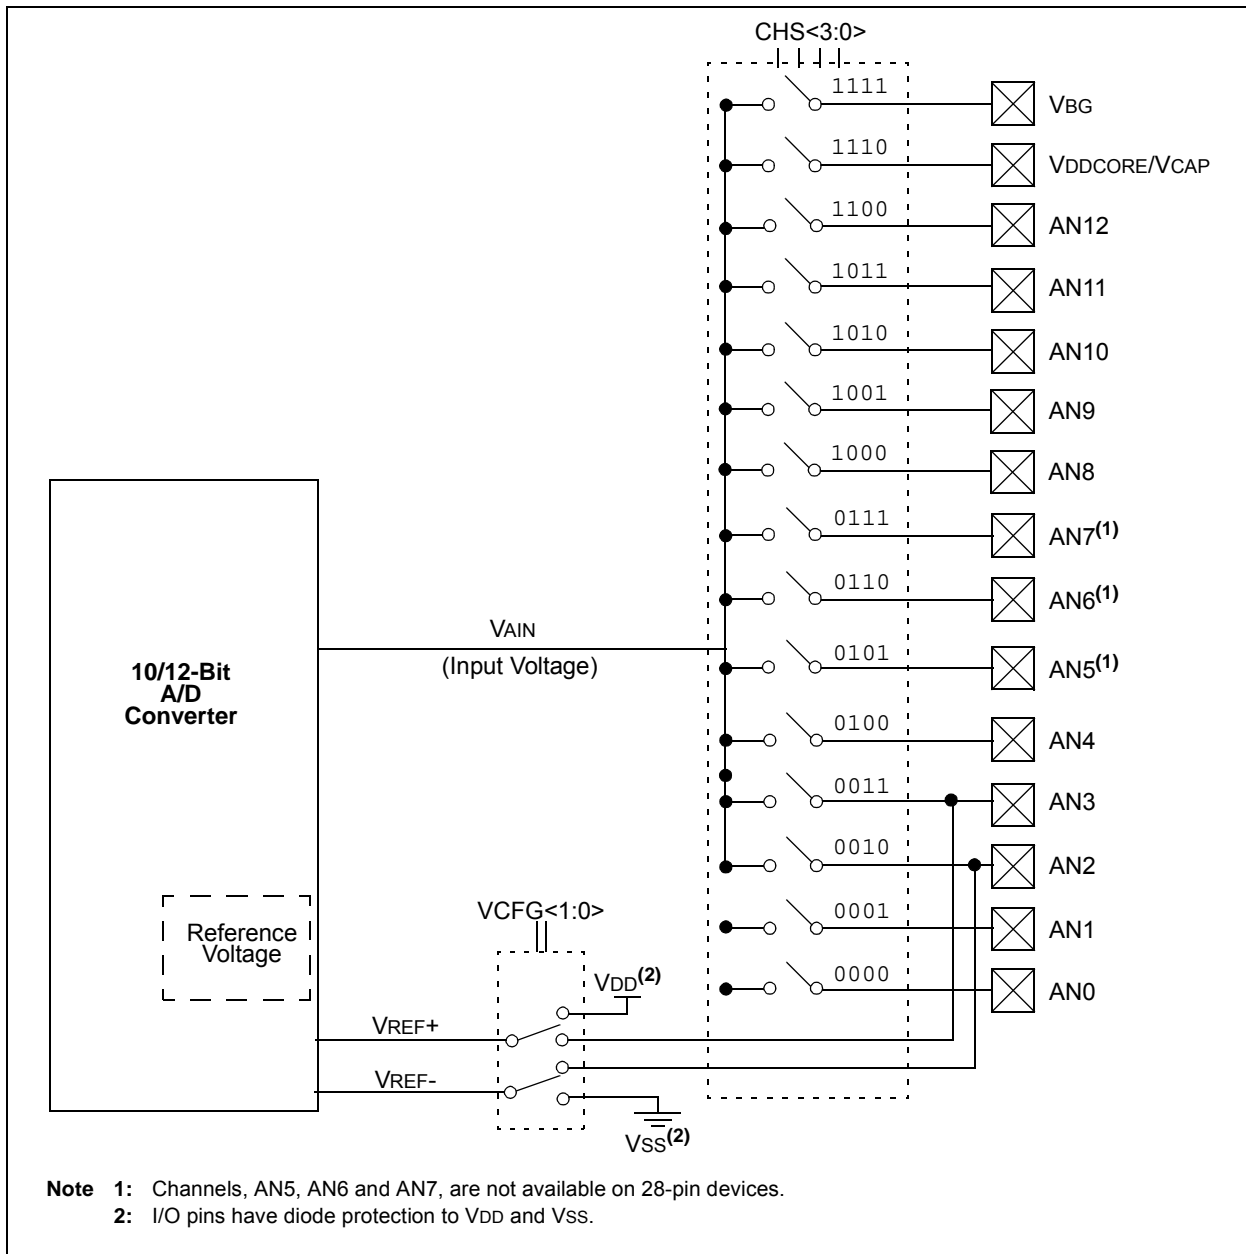 CHS<3:0>
1111
VBG
1110
VDDCORE/VCAP
1100
AN12
1011
AN11
1010
AN10
1001
AN9
1000
AN8
0111
AN7(1)
0110
AN6(1)
VAIN
(Input Voltage)
0101
AN5(1)
10/12-Bit
A/D
Converter
0100
AN4
0011
AN3
0010
AN2
VCFG<1:0>
0001
AN1
Reference
Voltage
0000
AN0
VDD(2)
VREF+
VREF-
VSS(2)
Note 1: Channels, AN5, AN6 and AN7, are not available on 28-pin devices.
2: I/O pins have diode protection to VDD and VSS.